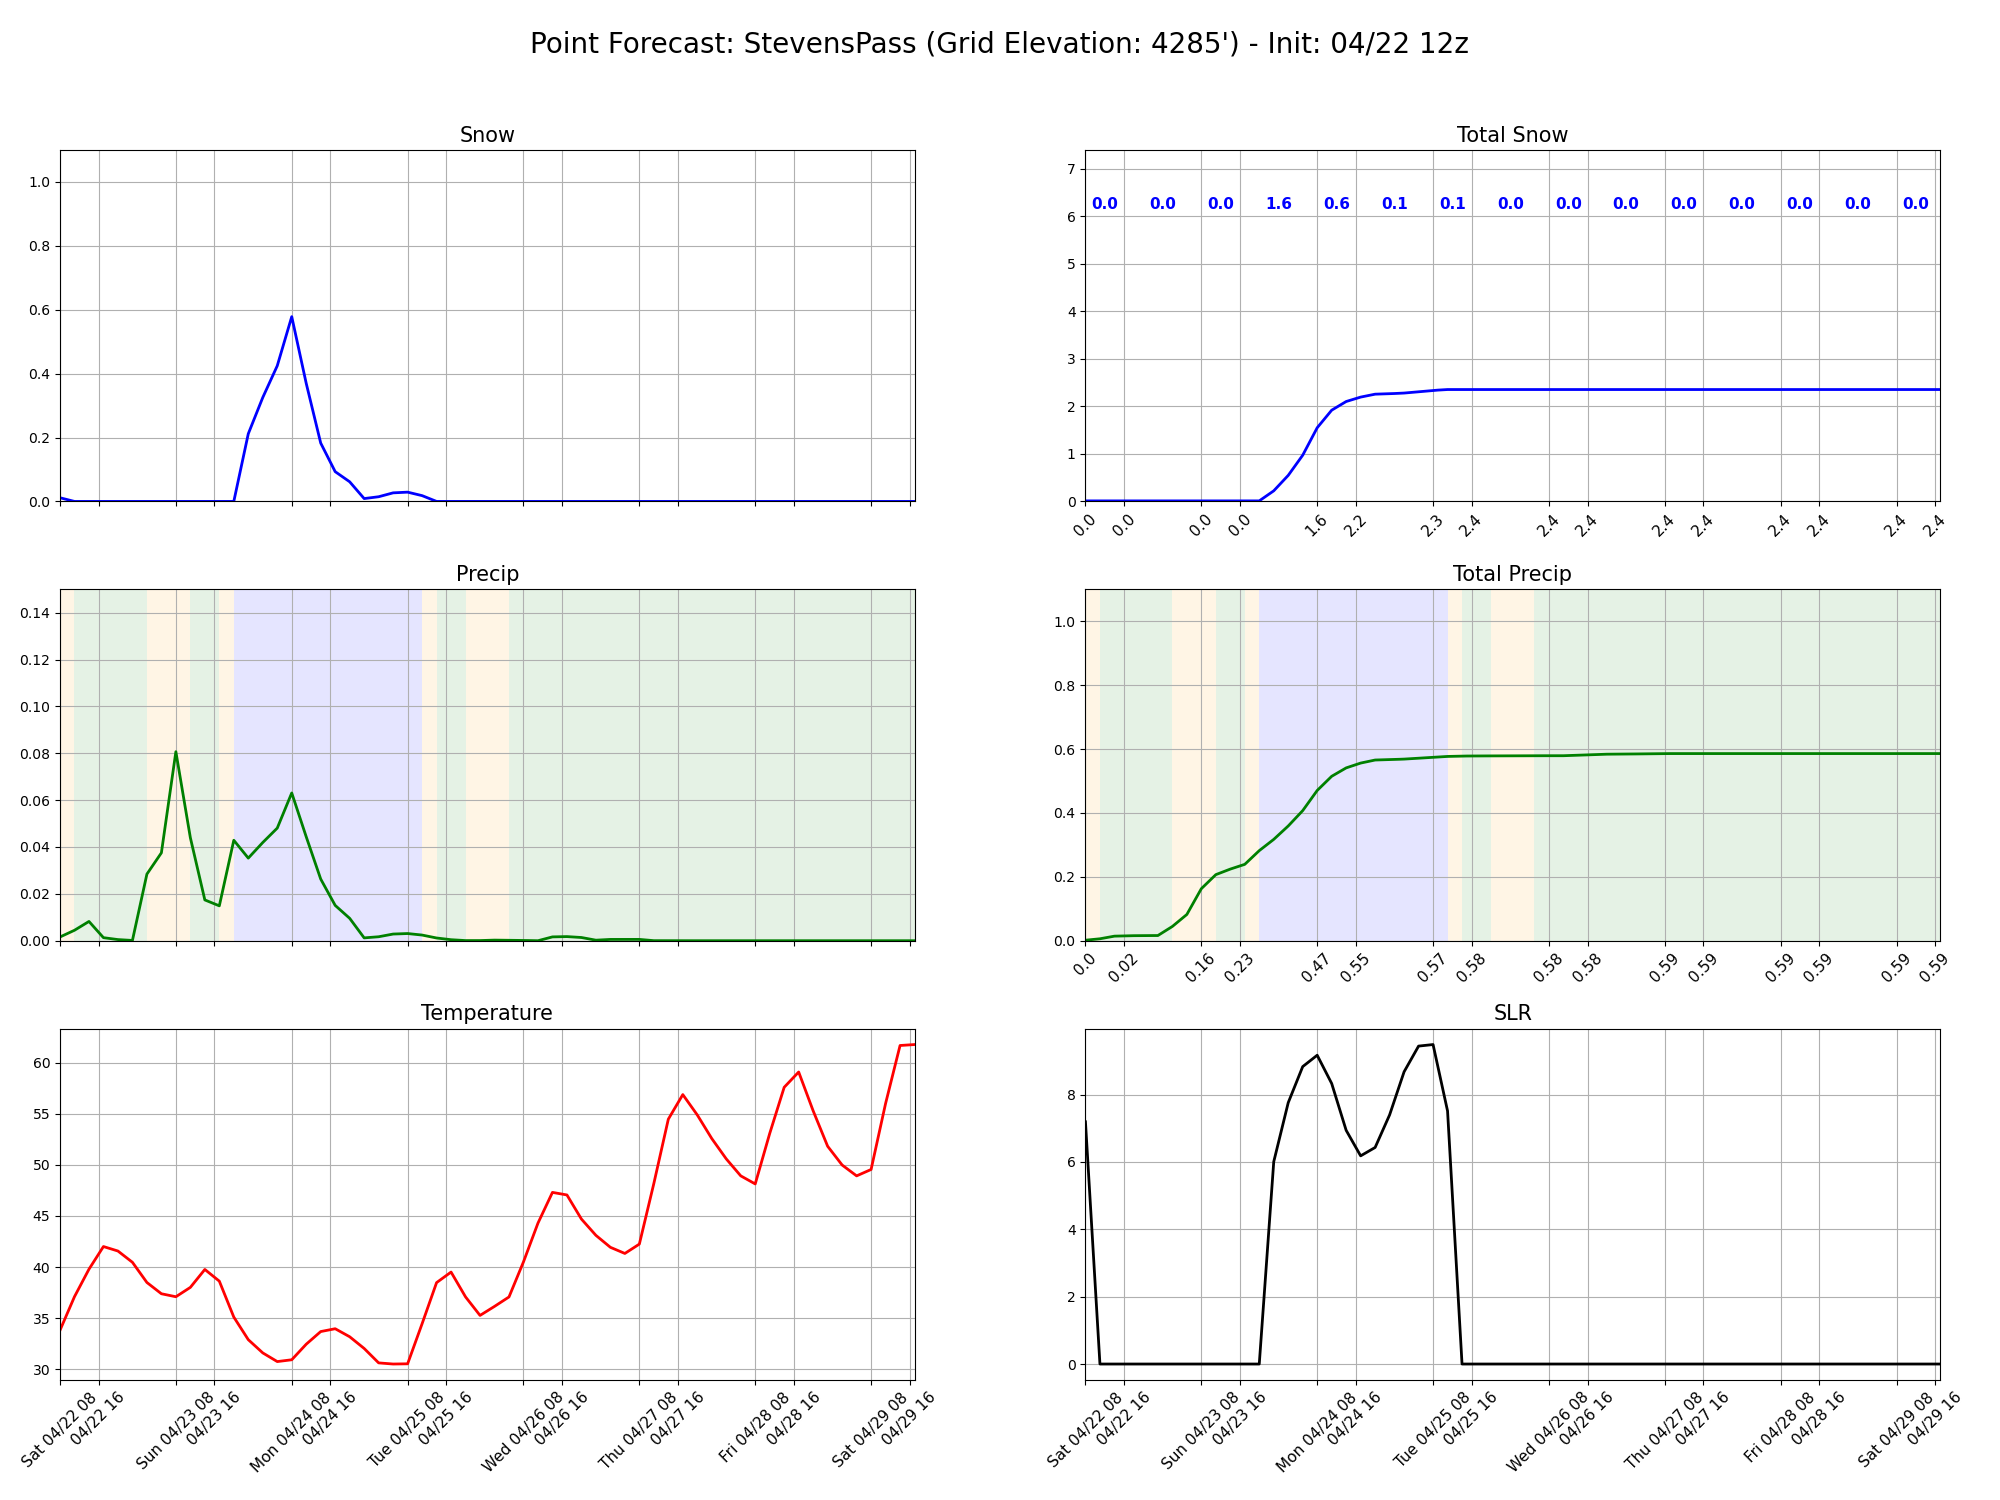 Point Forecast: StevensPass (Grid Elevation: 4285') - Init: 04/22 12z
Snow
1.0
0.8
0.6
0.4
0.2
0.0
Total Snow
7
6
5
4
3
2
1
0
0.0 0.0 0.0 1.6 0.6 0.1 0.1 0.0 0.0 0.0 0.0 0.0 0.0 0.0 0.0
0.0 0.0 0.0 0.0 1.6 2.2 2.3 2.4 2.4 2.4 2.4 2.4 2.4 2.4 2.4 2.4
Precip
0.14
0.12
0.10
0.08
0.06
0.04
0.02
0.00
Total Precip
1.0
0.8
0.6
0.4
0.2
0.0
0.0 0.02 0.16 0.23 0.47 0.55 0.57 0.58 0.58 0.58 0.59 0.59 0.59 0.59 0.59 0.59
Temperature
60
55
50
45
40
35
30
Sat 04/22 08
04/22 16
Sun 04/23 08
04/23 16
Mon 04/24 08
04/24 16
Tue 04/25 08
04/25 16
Wed 04/26 08
04/26 16
Thu 04/27 08
04/27 16
Fri 04/28 08
04/28 16
Sat 04/29 08
04/29 16
SLR
8
6
4
2
0
Sat 04/22 08
04/22 16
Sun 04/23 08
04/23 16
Mon 04/24 08
04/24 16
Tue 04/25 08
04/25 16
Wed 04/26 08
04/26 16
Thu 04/27 08
04/27 16
Fri 04/28 08
04/28 16
Sat 04/29 08
04/29 16